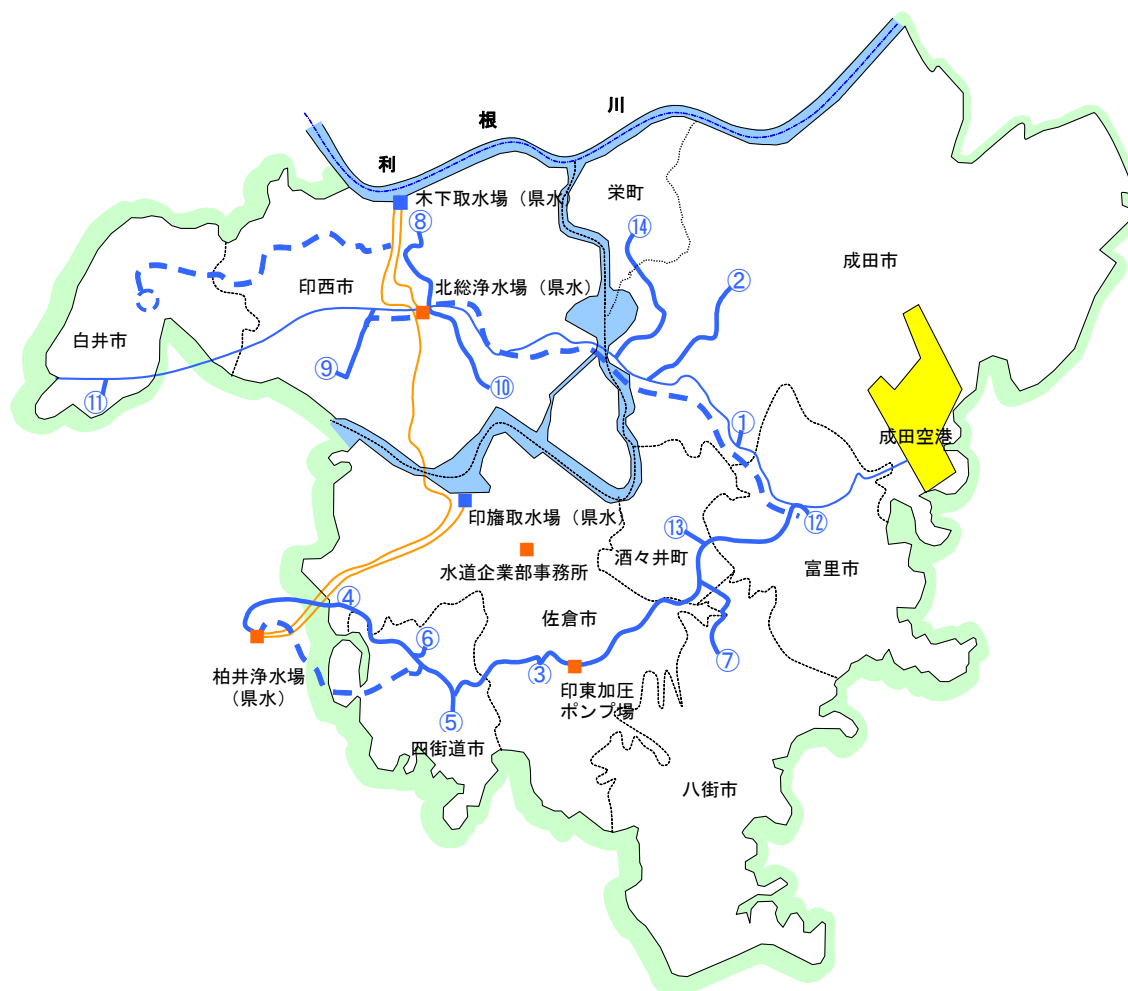 川
根
利
木下取水場（県水）
栄町
⑧
⑭
成田市
②
印西市
北総浄水場（県水）
白井市
⑨
⑩
⑪
①
成田空港
印旛取水場（県水）
⑬
⑫
酒々井町
富里市
水道企業部事務所
④
佐倉市
⑥
⑦
柏井浄水場
（県水）
③
印東加圧
ポンプ場
⑤
四街道市
八街市